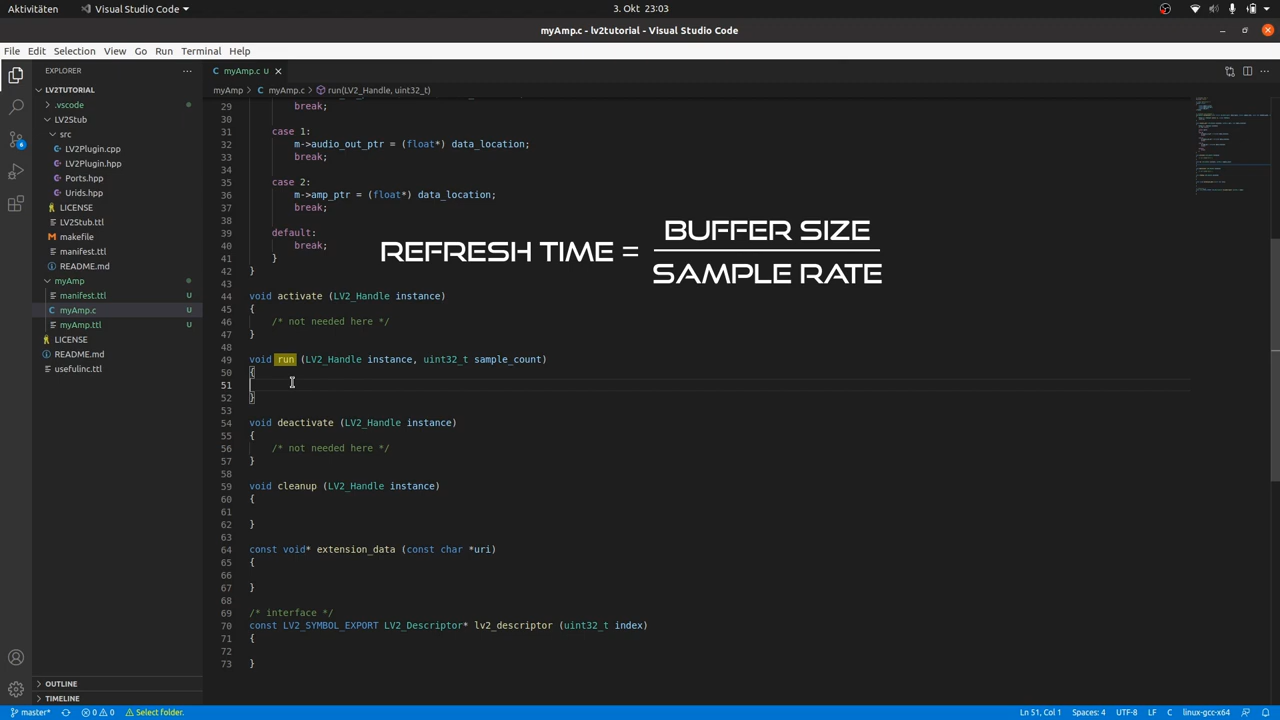 Aktivitäten
Visual Studio Code
3. Okt 23:03
myAmp.c - lv2tutorial - Visual Studio Code
File Edit Selection View Go Run Terminal Help
EXPLORER
LV2TUTORIAL
.vscode
LV2Stub
src
LV2Plugin.cpp
LV2Plugin.hpp
Ports.hpp
Urids.hpp
LICENSE
LV2Stub.ttl
makefile
manifest.ttl
README.md
myAmp
manifest.ttl U
myAmp.c U
myAmp.ttl U
LICENSE
README.md
usefulinc.ttl
OUTLINE
TIMELINE
6
myAmp.c U
myAmp > myAmp.c > run(LV2_Handle, uint32_t)
29 break;
30
31 case 1:
32 m->audio_out_ptr = (float*) data_location;
33 break;
34
35 case 2:
36 m->amp_ptr = (float*) data_location;
37 break;
38
39 default:
40 break;
41 }
42 }
43
44 void activate (LV2_Handle instance)
45 {
46 /* not needed here */
47 }
48
49 void run (LV2_Handle instance, uint32_t sample_count)
50 {
51
52 }
53
54 void deactivate (LV2_Handle instance)
55 {
56 /* not needed here */
57 }
58
59 void cleanup (LV2_Handle instance)
60 {
61
62 }
63
64 const void* extension_data (const char *uri)
65 {
66
67 }
68
69 /* interface */
70 const LV2_SYMBOL_EXPORT LV2_Descriptor* lv2_descriptor (uint32_t index)
71 {
72
73 }
BUFFER SIZE
REFRESH TIME =
SAMPLE RATE
master* 0 0 Select folder.
Ln 51, Col 1 Spaces: 4 UTF-8 LF C linux-gcc-x64